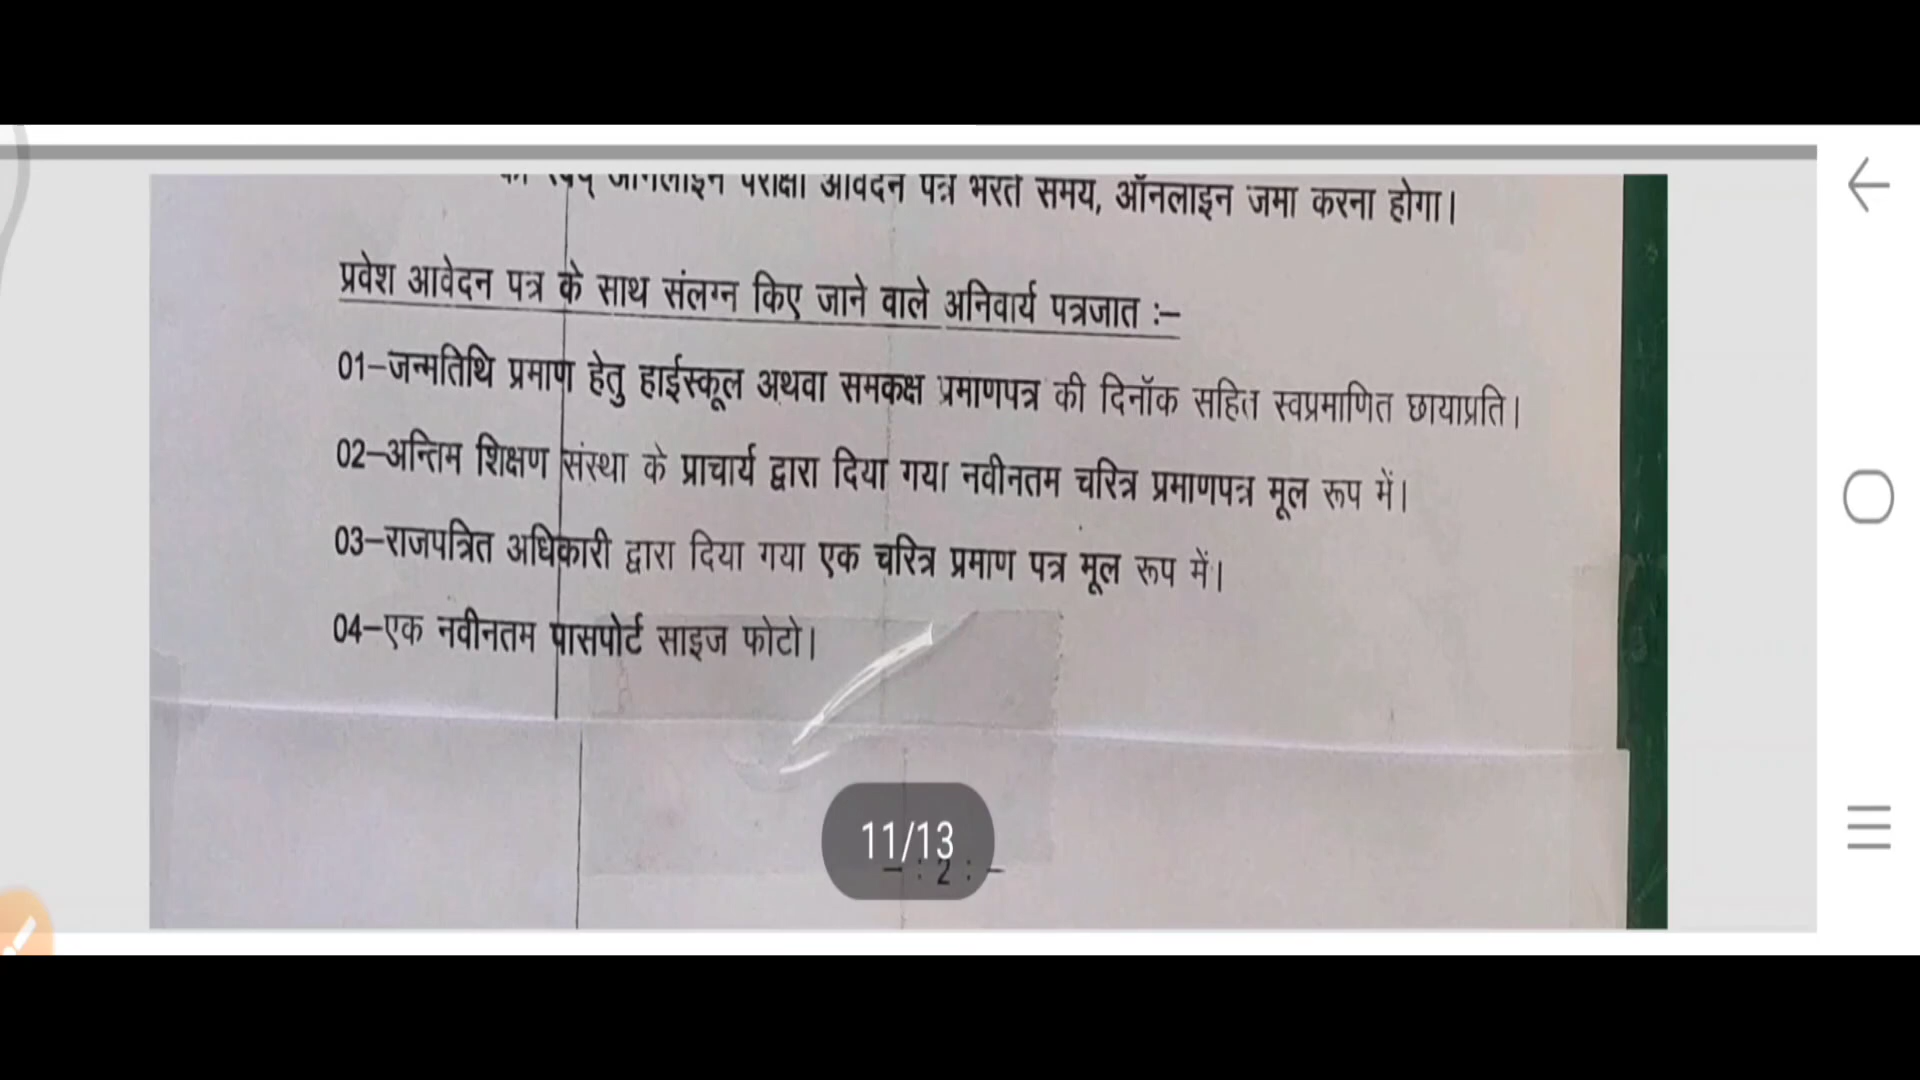 ऑनलाइन परीक्षा आवेदन पत्र भरते समय, ऑनलाइन जमा करना होगा।
प्रवेश आवेदन पत्र के साथ संलग्न किए जाने वाले अनिवार्य पत्रजात :–
01–जन्मतिथि प्रमाण हेतु हाईस्कूल अथवा समकक्ष प्रमाणपत्र की दिनॉक सहित स्वप्रमाणित छायाप्रति।
02–अन्तिम शिक्षण संस्था के प्राचार्य द्वारा दिया गया नवीनतम चरित्र प्रमाणपत्र मूल रूप में।
03–राजपत्रित अधिकारी द्वारा दिया गया एक चरित्र प्रमाण पत्र मूल रूप में।
04–एक नवीनतम पासपोर्ट साइज फोटो।
11/13
– : 2 : –